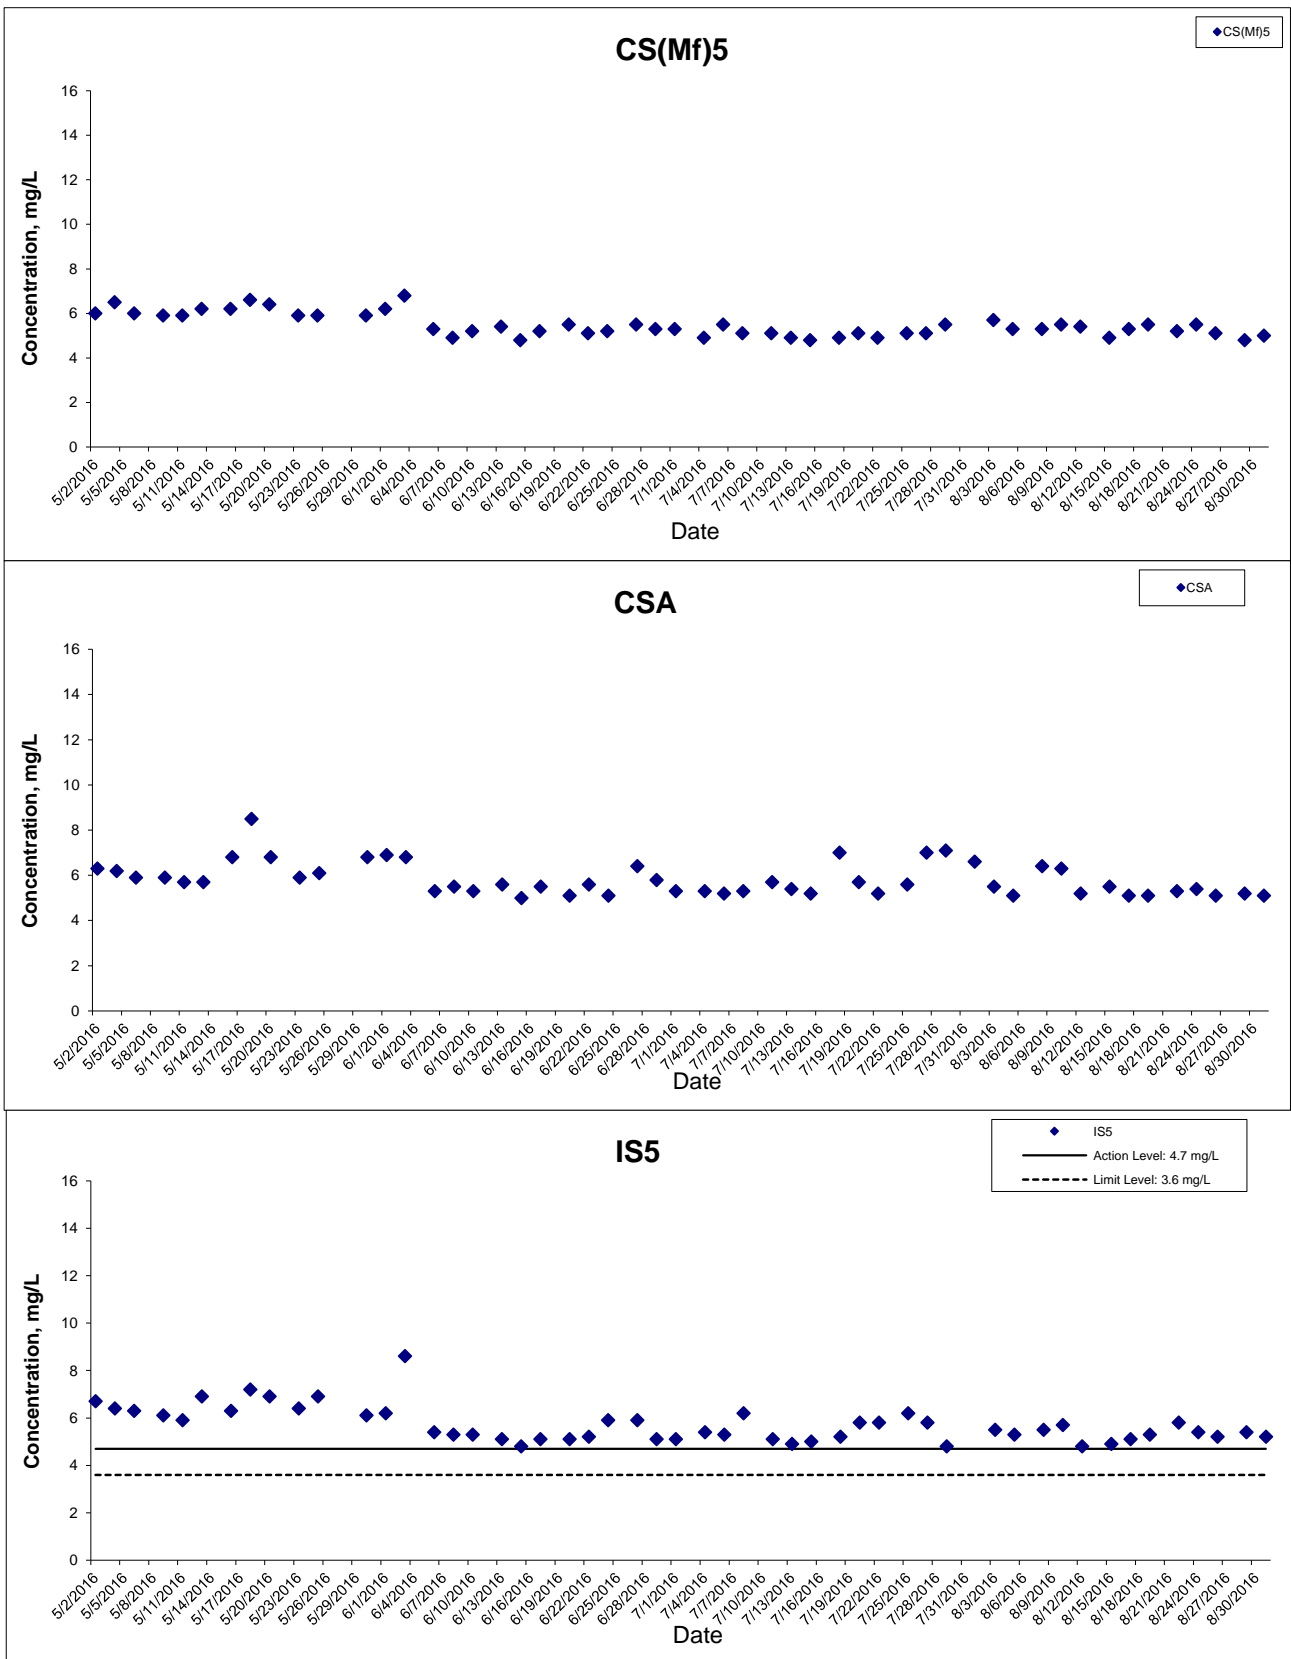 CS(Mf)5
CS(Mf)5
16
14
12
10
8
6
4
2
0
Concentration, mg/L
5/2/2016 5/5/2016 5/8/2016 5/11/2016 5/14/2016 5/17/2016 5/20/2016 5/23/2016 5/26/2016 5/29/2016 6/1/2016 6/4/2016 6/7/2016 6/10/2016 6/13/2016 6/16/2016 6/19/2016 6/22/2016 6/25/2016 6/28/2016 7/1/2016 7/4/2016 7/7/2016 7/10/2016 7/13/2016 7/16/2016 7/19/2016 7/22/2016 7/25/2016 7/28/2016 7/31/2016 8/3/2016 8/6/2016 8/9/2016 8/12/2016 8/15/2016 8/18/2016 8/21/2016 8/24/2016 8/27/2016 8/30/2016
Date
CSA
CSA
16
14
12
10
8
6
4
2
0
Concentration, mg/L
5/2/2016 5/5/2016 5/8/2016 5/11/2016 5/14/2016 5/17/2016 5/20/2016 5/23/2016 5/26/2016 5/29/2016 6/1/2016 6/4/2016 6/7/2016 6/10/2016 6/13/2016 6/16/2016 6/19/2016 6/22/2016 6/25/2016 6/28/2016 7/1/2016 7/4/2016 7/7/2016 7/10/2016 7/13/2016 7/16/2016 7/19/2016 7/22/2016 7/25/2016 7/28/2016 7/31/2016 8/3/2016 8/6/2016 8/9/2016 8/12/2016 8/15/2016 8/18/2016 8/21/2016 8/24/2016 8/27/2016 8/30/2016
Date
IS5
IS5
Action Level: 4.7 mg/L
Limit Level: 3.6 mg/L
16
14
12
10
8
6
4
2
0
Concentration, mg/L
5/2/2016 5/5/2016 5/8/2016 5/11/2016 5/14/2016 5/17/2016 5/20/2016 5/23/2016 5/26/2016 5/29/2016 6/1/2016 6/4/2016 6/7/2016 6/10/2016 6/13/2016 6/16/2016 6/19/2016 6/22/2016 6/25/2016 6/28/2016 7/1/2016 7/4/2016 7/7/2016 7/10/2016 7/13/2016 7/16/2016 7/19/2016 7/22/2016 7/25/2016 7/28/2016 7/31/2016 8/3/2016 8/6/2016 8/9/2016 8/12/2016 8/15/2016 8/18/2016 8/21/2016 8/24/2016 8/27/2016 8/30/2016
Date